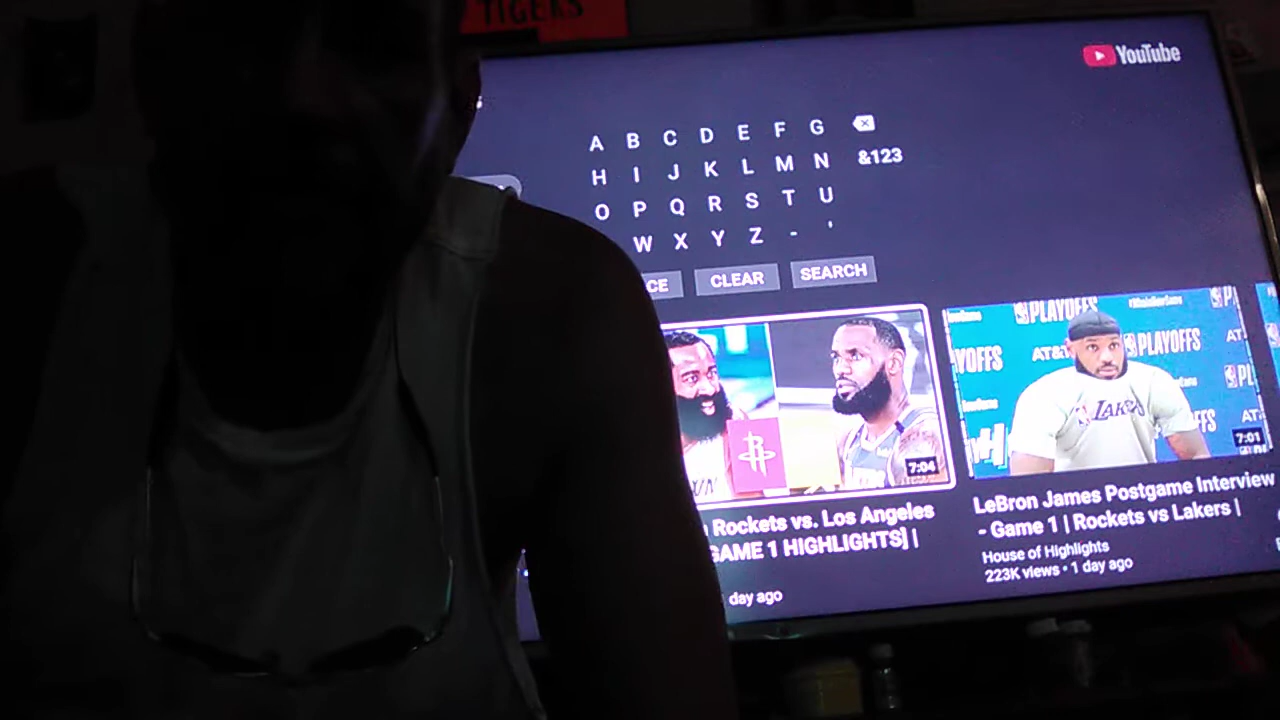 TIGERS
YouTube
A B C D E F G
&123
H I J K L M N
O P Q R S T U
W X Y Z - '
CE
CLEAR
SEARCH
7:04
PLAYOFFS
YOFFS
AT&T
PLAYOFFS
LAKERS
7:01
Rockets vs. Los Angeles
GAME 1 HIGHLIGHTS] |
day ago
LeBron James Postgame Interview
- Game 1 | Rockets vs Lakers |
House of Highlights
223K views • 1 day ago